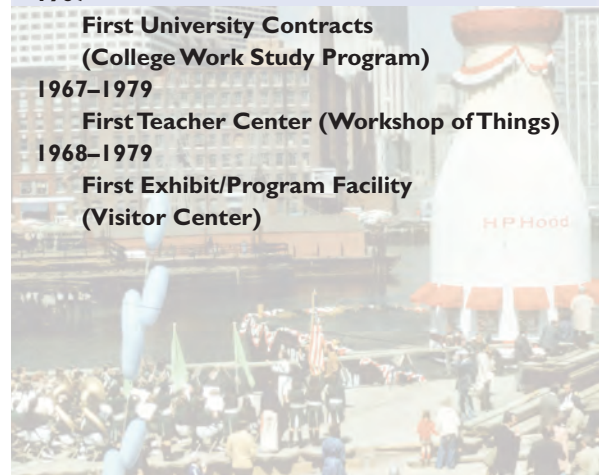 First University Contracts
(College Work Study Program)
1967–1979
First Teacher Center (Workshop of Things)
1968–1979
First Exhibit/Program Facility
(Visitor Center)
HPHood